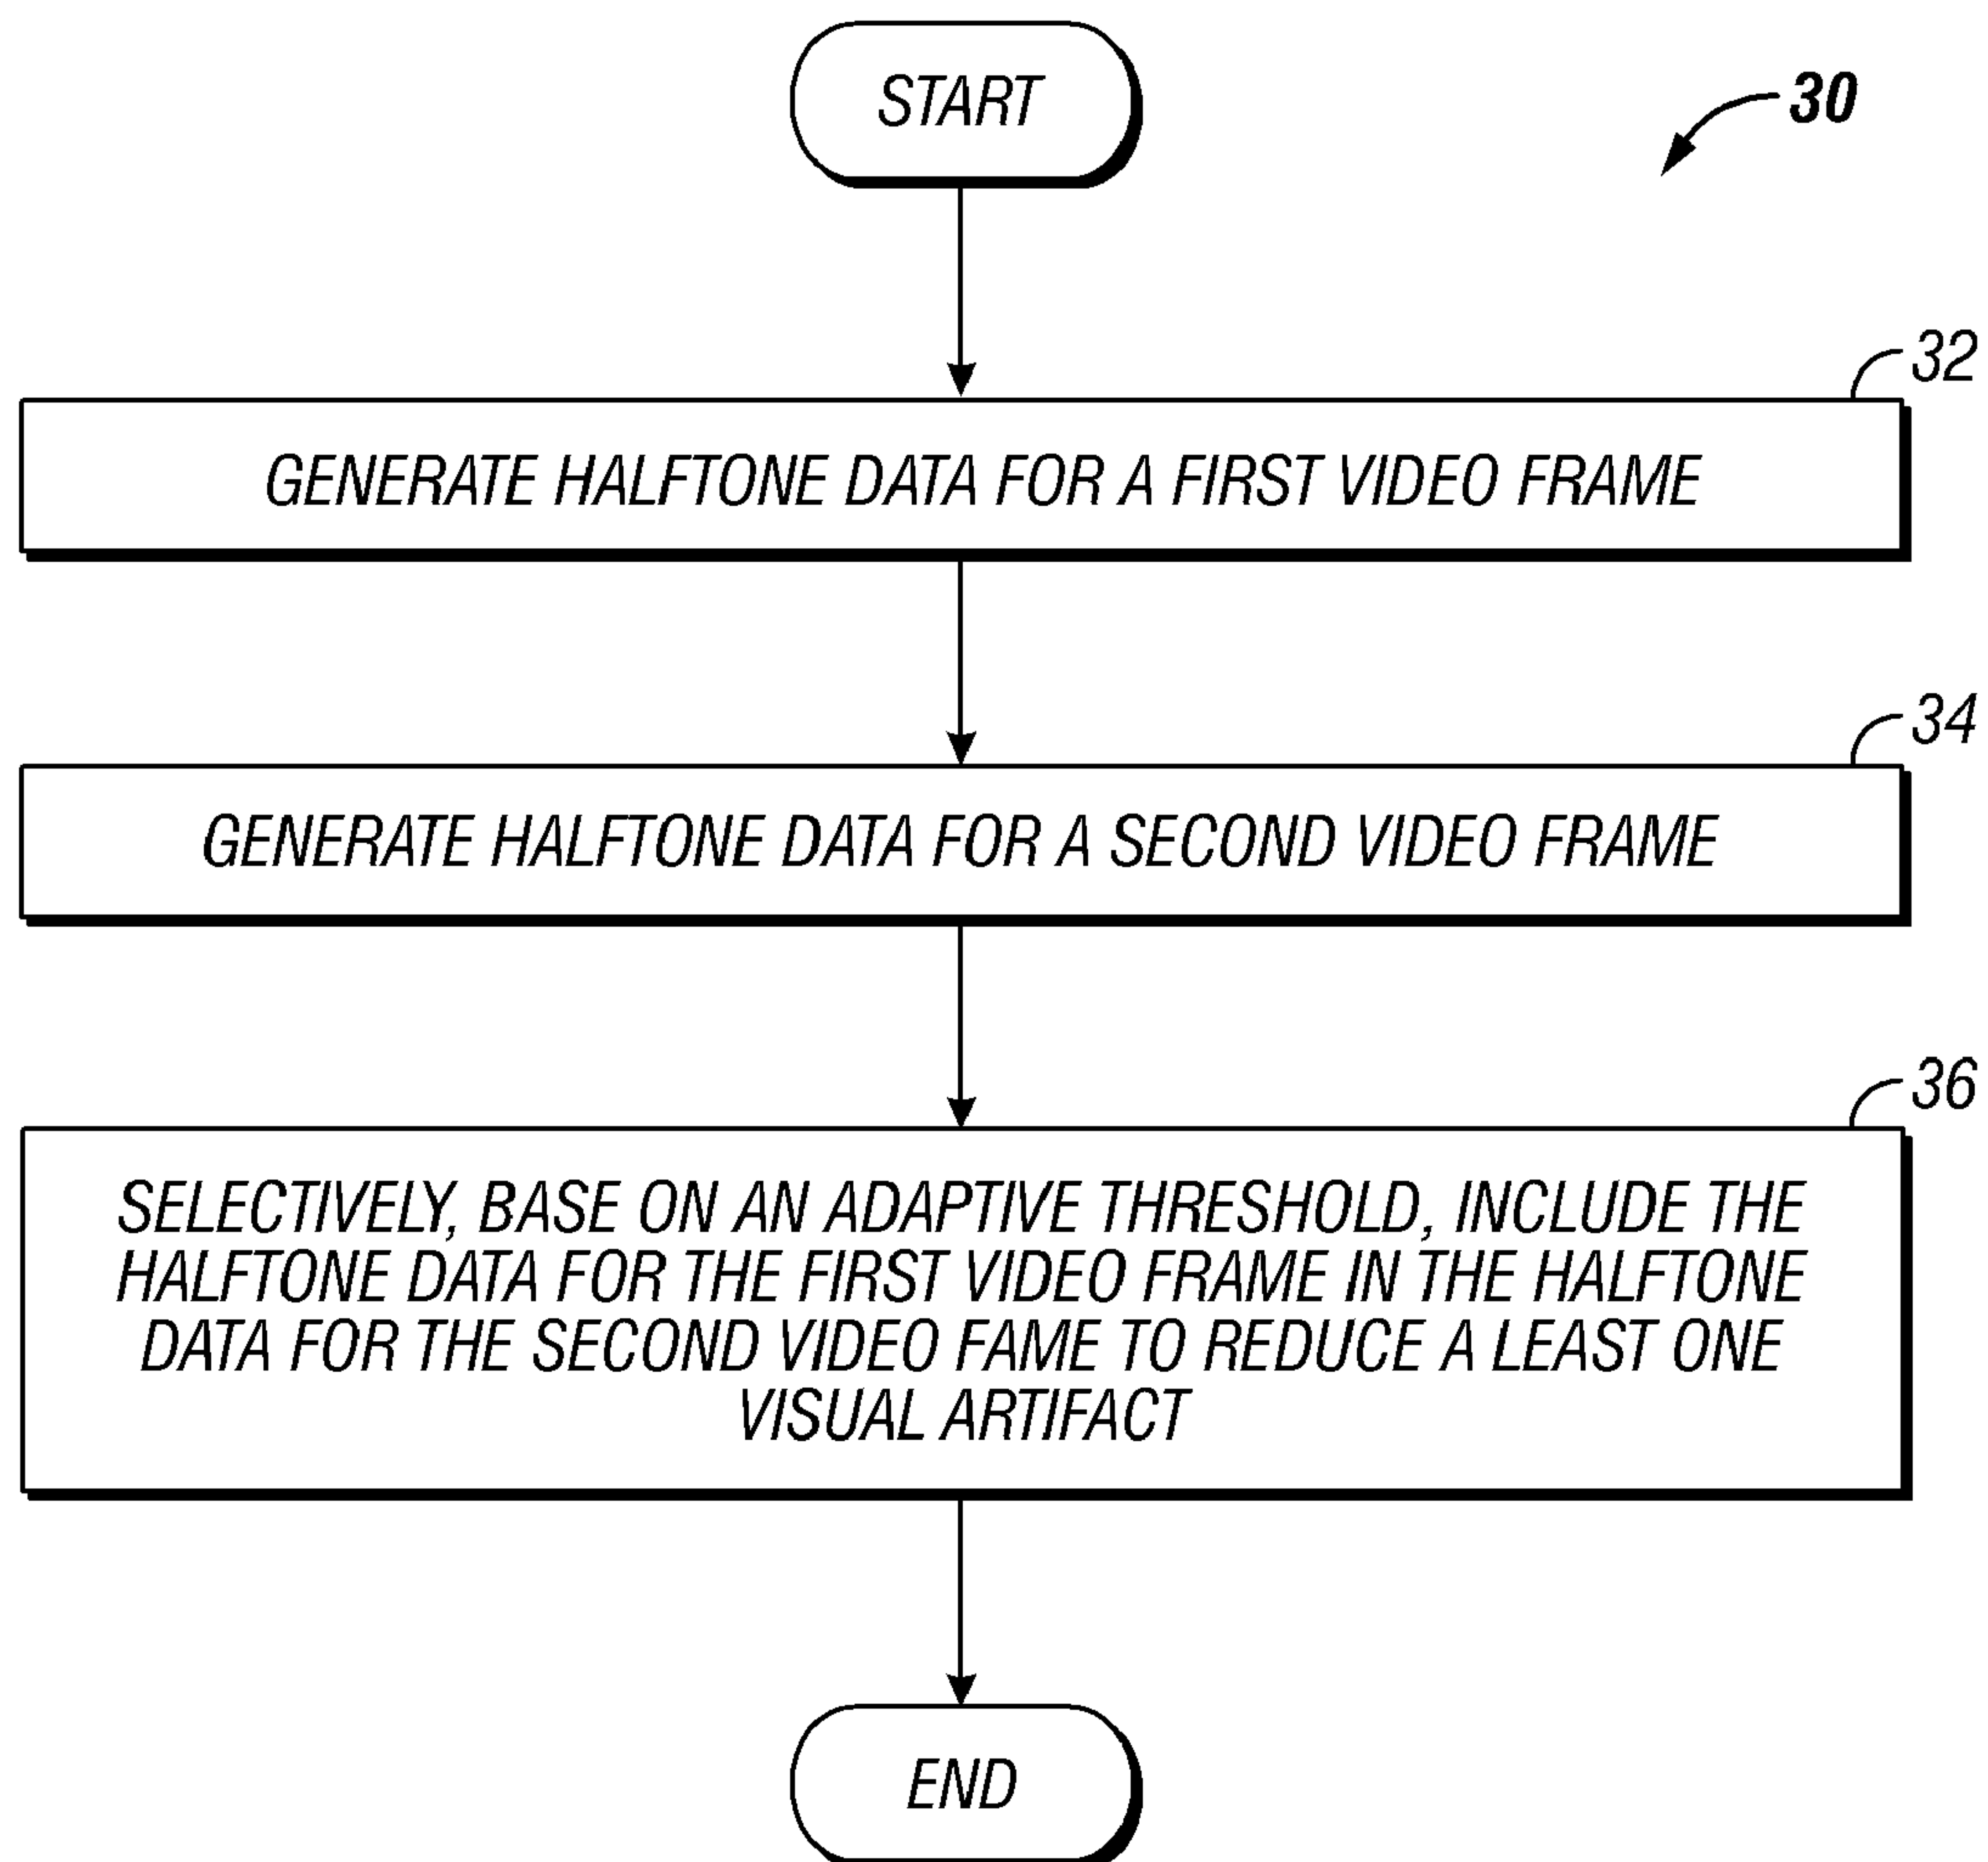 START
30
32
GENERATE HALFTONE DATA FOR A FIRST VIDEO FRAME
34
GENERATE HALFTONE DATA FOR A SECOND VIDEO FRAME
36
SELECTIVELY, BASE ON AN ADAPTIVE THRESHOLD, INCLUDE THE
HALFTONE DATA FOR THE FIRST VIDEO FRAME IN THE HALFTONE
DATA FOR THE SECOND VIDEO FAME TO REDUCE A LEAST ONE
VISUAL ARTIFACT
END